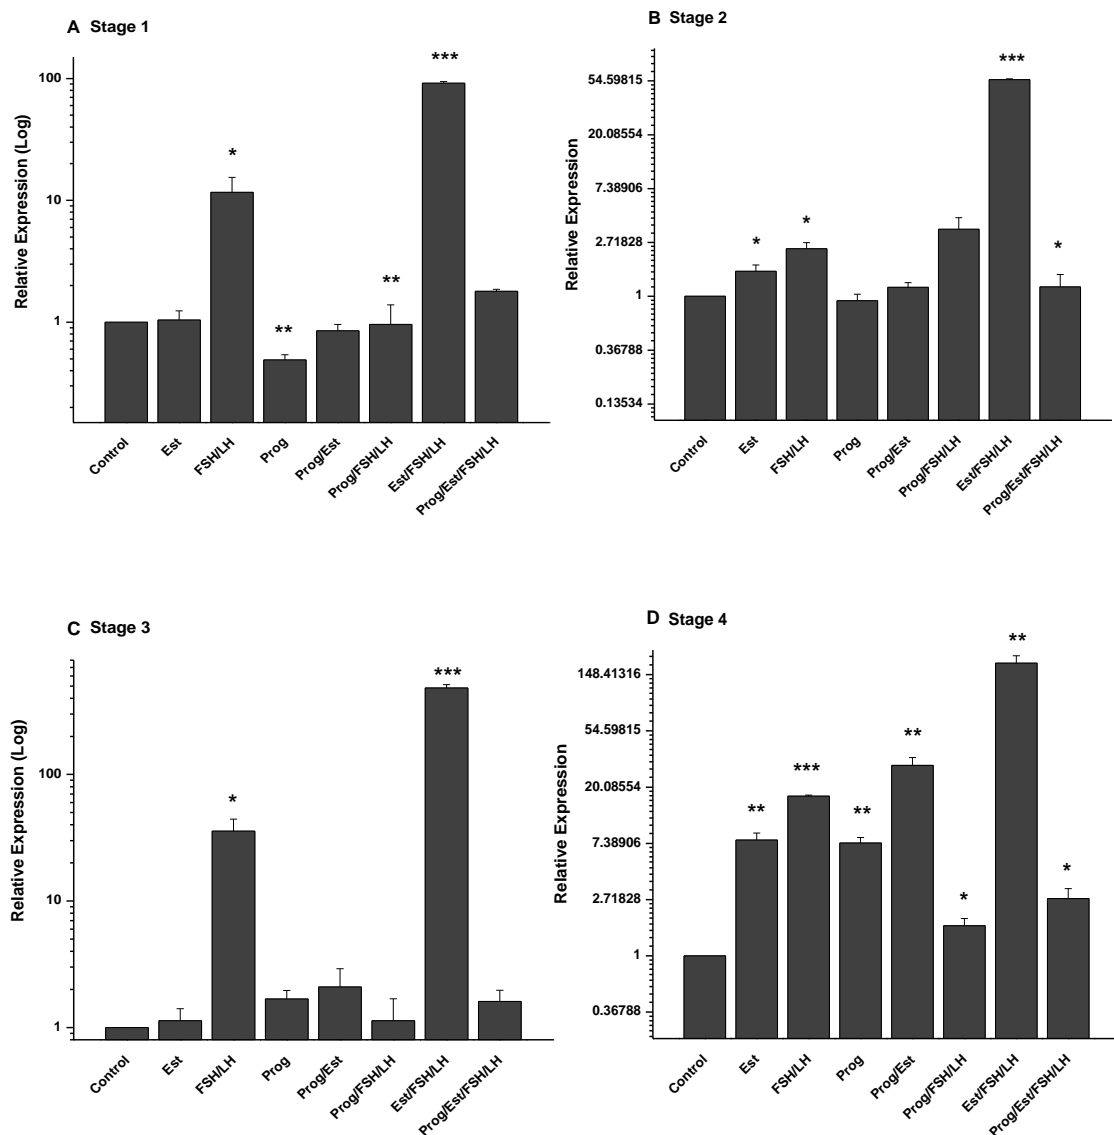 A Stage 1
Relative Expression (Log)
100
10
1
*
**
**
***
Control
Est
FSH/LH
Prog
Prog/Est
Prog/FSH/LH
Est/FSH/LH
Prog/Est/FSH/LH
B Stage 2
Relative Expression
54.59815
20.08554
7.38906
2.71828
1
0.36788
0.13534
*
*
***
*
Control
Est
FSH/LH
Prog
Prog/Est
Prog/FSH/LH
Est/FSH/LH
Prog/Est/FSH/LH
C Stage 3
Relative Expression (Log)
100
10
1
*
***
Control
Est
FSH/LH
Prog
Prog/Est
Prog/FSH/LH
Est/FSH/LH
Prog/Est/FSH/LH
D Stage 4
Relative Expression
148.41316
54.59815
20.08554
7.38906
2.71828
1
0.36788
**
***
**
**
*
**
*
Control
Est
FSH/LH
Prog
Prog/Est
Prog/FSH/LH
Est/FSH/LH
Prog/Est/FSH/LH